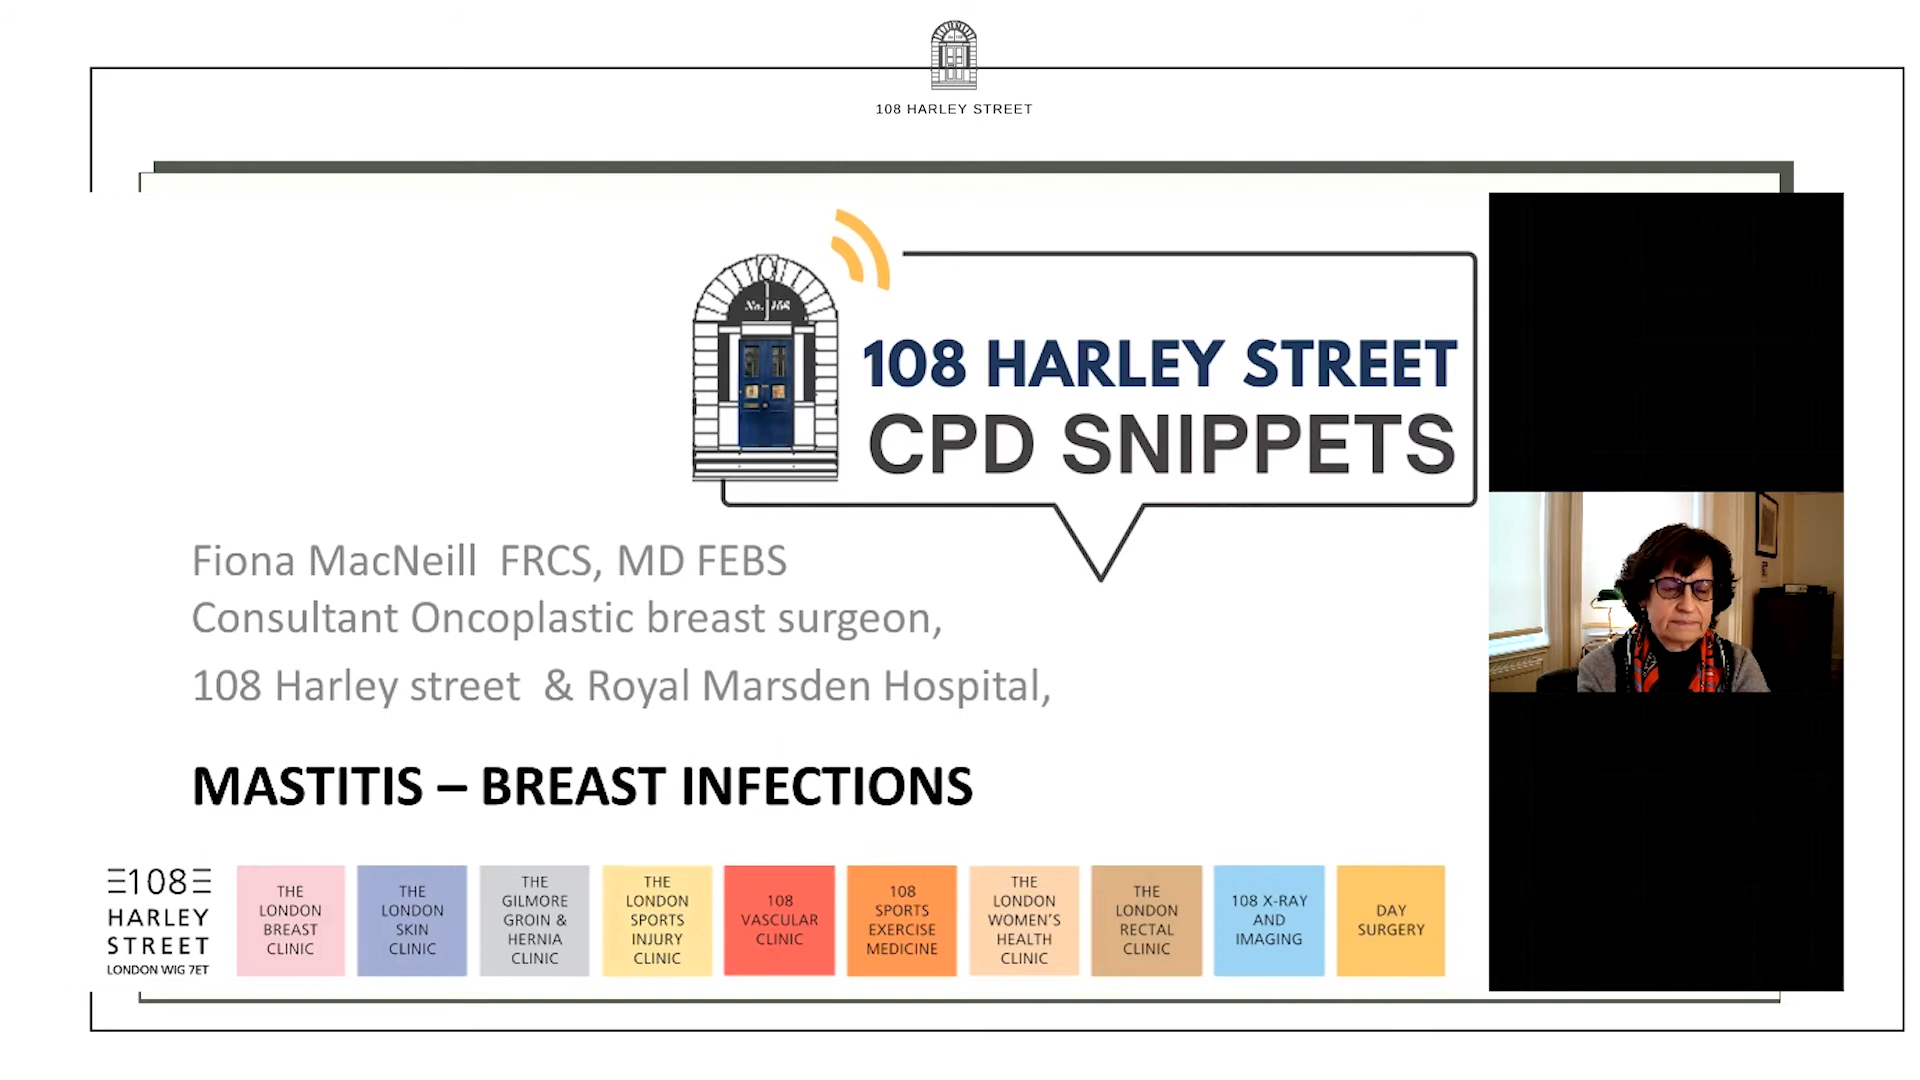 108 HARLEY STREET
No. 108
108 HARLEY STREET
CPD SNIPPETS
Fiona MacNeill  FRCS, MD FEBS
Consultant Oncoplastic breast surgeon,
108 Harley street  & Royal Marsden Hospital,
MASTITIS – BREAST INFECTIONS
108
HARLEY
STREET
LONDON WIG 7ET
THE
LONDON
BREAST
CLINIC
THE
LONDON
SKIN
CLINIC
THE
GILMORE
GROIN &
HERNIA
CLINIC
THE
LONDON
SPORTS
INJURY
CLINIC
108
VASCULAR
CLINIC
108
SPORTS
EXERCISE
MEDICINE
THE
LONDON
WOMEN'S
HEALTH
CLINIC
THE
LONDON
RECTAL
CLINIC
108 X-RAY
AND
IMAGING
DAY
SURGERY